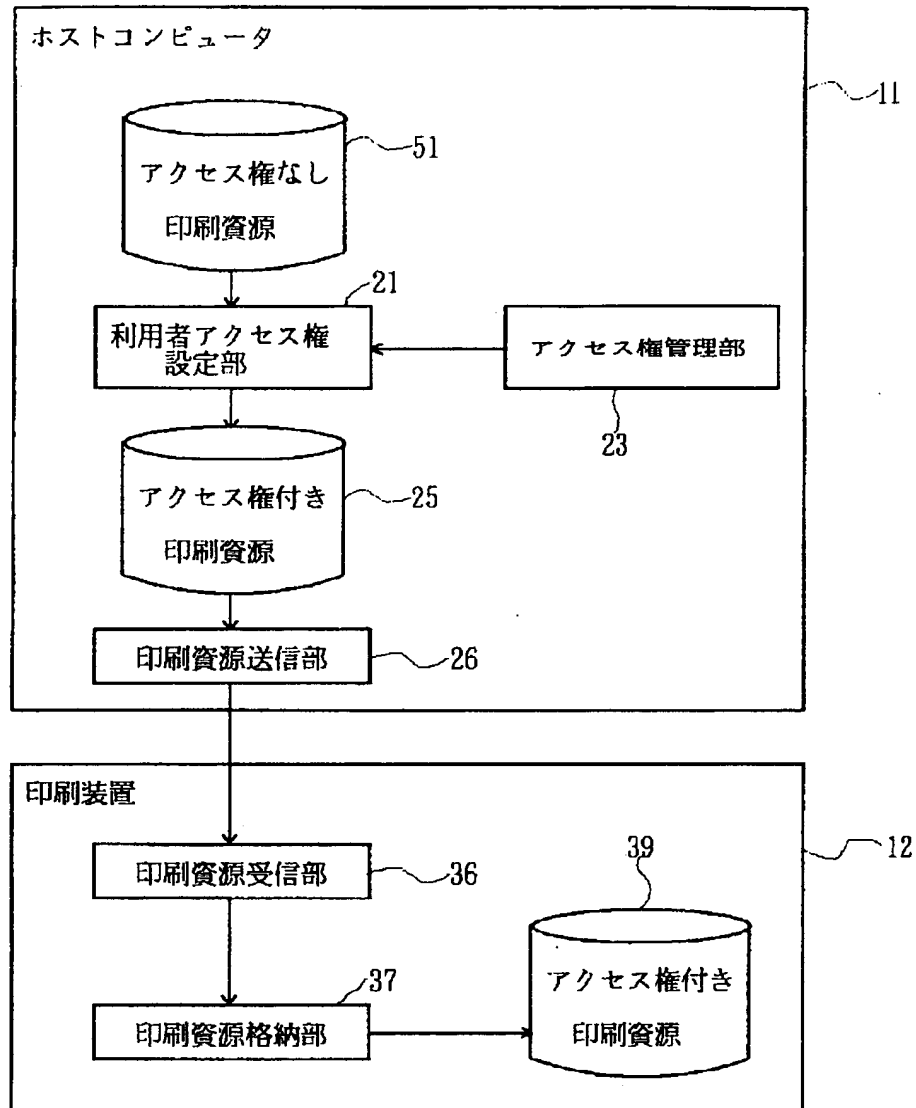 ホストコンピュータ
11
アクセス権なし
印刷資源
51
21
利用者アクセス権
設定部
アクセス権管理部
23
アクセス権付き
印刷資源
25
印刷資源送信部
26
印刷装置
12
印刷資源受信部
36
39
アクセス権付き
印刷資源
37
印刷資源格納部